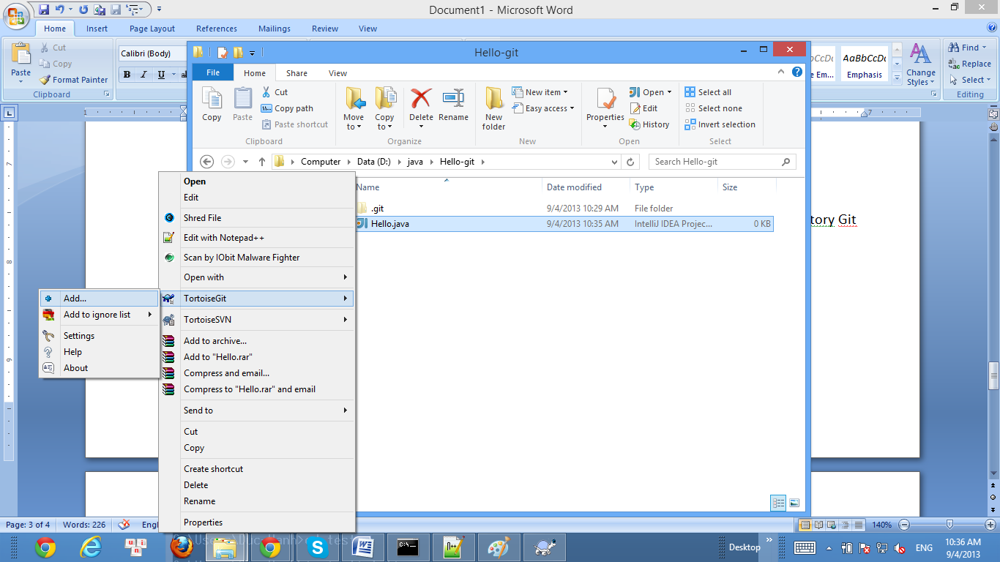 Document1 - Microsoft Word
Home Insert Page Layout References Mailings Review View
Paste
Cut
Copy
Format Painter
Clipboard
Calibri (Body)
B I U ab
AaBbCcDc
Emphasis
Change Styles
Find
Replace
Select
Editing
Hello-git
File Home Share View
Copy
Paste
Cut
Copy path
Paste shortcut
Clipboard
Move to
Copy to
Delete
Rename
Organize
New folder
New item
Easy access
New
Properties
Open
Edit
History
Open
Select all
Select none
Invert selection
Select
Computer Data (D:) java Hello-git
Search Hello-git
Name Date modified Type Size
.git 9/4/2013 10:29 AM File folder
Hello.java 9/4/2013 10:35 AM IntelliJ IDEA Projec... 0 KB
tory Git
Open
Edit
Shred File
Edit with Notepad++
Scan by IObit Malware Fighter
Open with
TortoiseGit
TortoiseSVN
Add to archive...
Add to "Hello.rar"
Compress and email...
Compress to "Hello.rar" and email
Send to
Cut
Copy
Create shortcut
Delete
Rename
Properties
Add...
Add to ignore list
Settings
Help
About
Page: 3 of 4 Words: 226 Engl
140%
Desktop
ENG
10:36 AM
9/4/2013